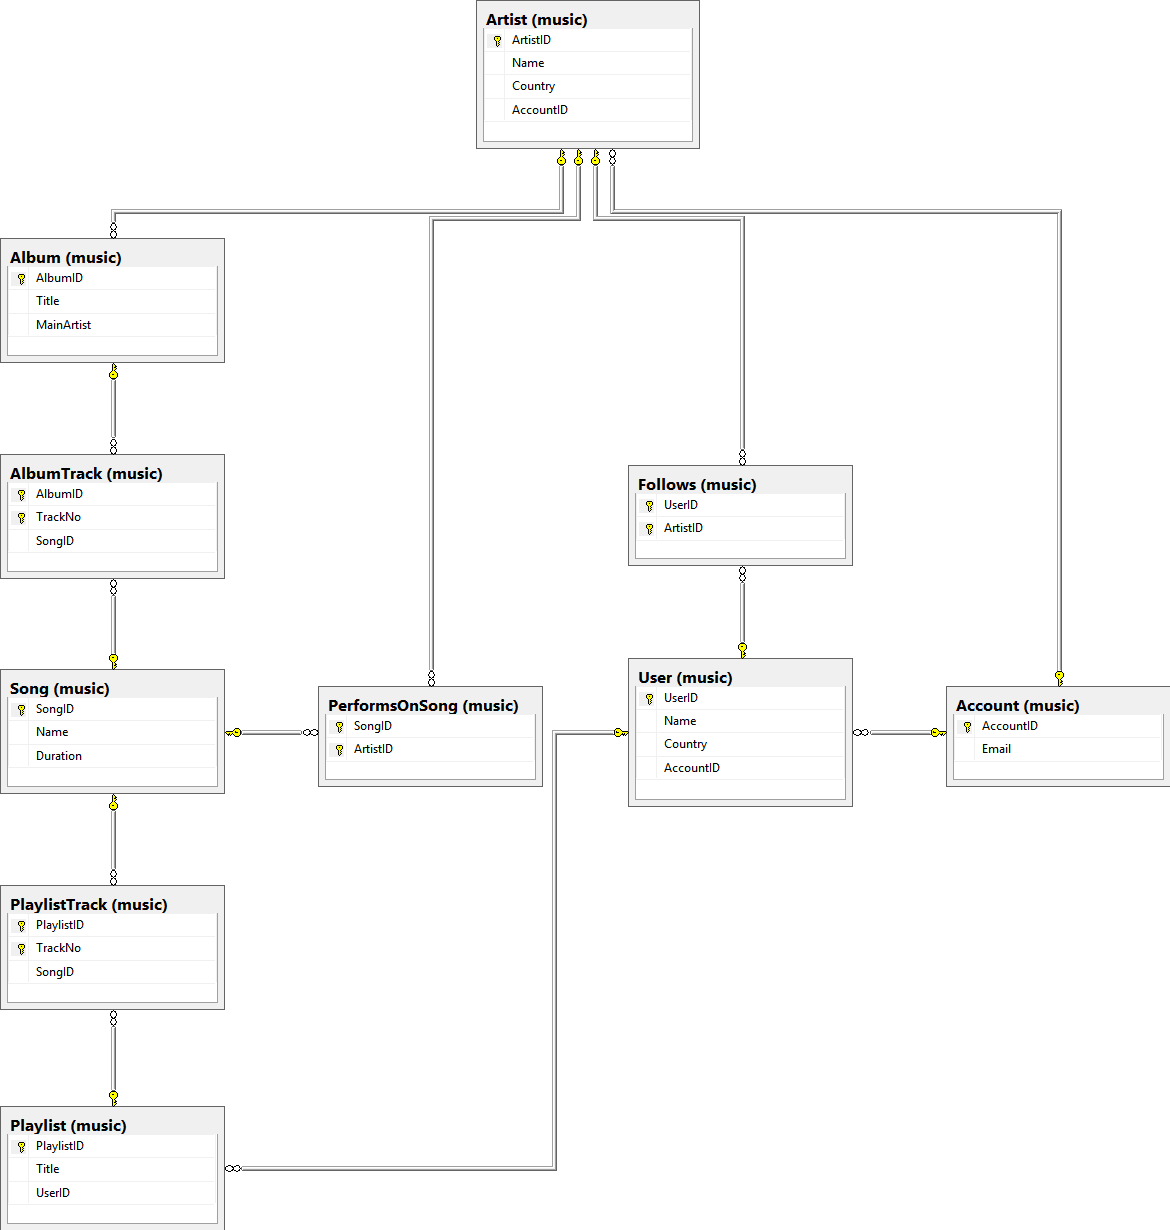 Artist (music)
ArtistID
Name
Country
AccountID
Album (music)
AlbumID
Title
MainArtist
AlbumTrack (music)
AlbumID
TrackNo
SongID
Follows (music)
UserID
ArtistID
Song (music)
SongID
Name
Duration
PerformsOnSong (music)
SongID
ArtistID
User (music)
UserID
Name
Country
AccountID
Account (music)
AccountID
Email
PlaylistTrack (music)
PlaylistID
TrackNo
SongID
Playlist (music)
PlaylistID
Title
UserID